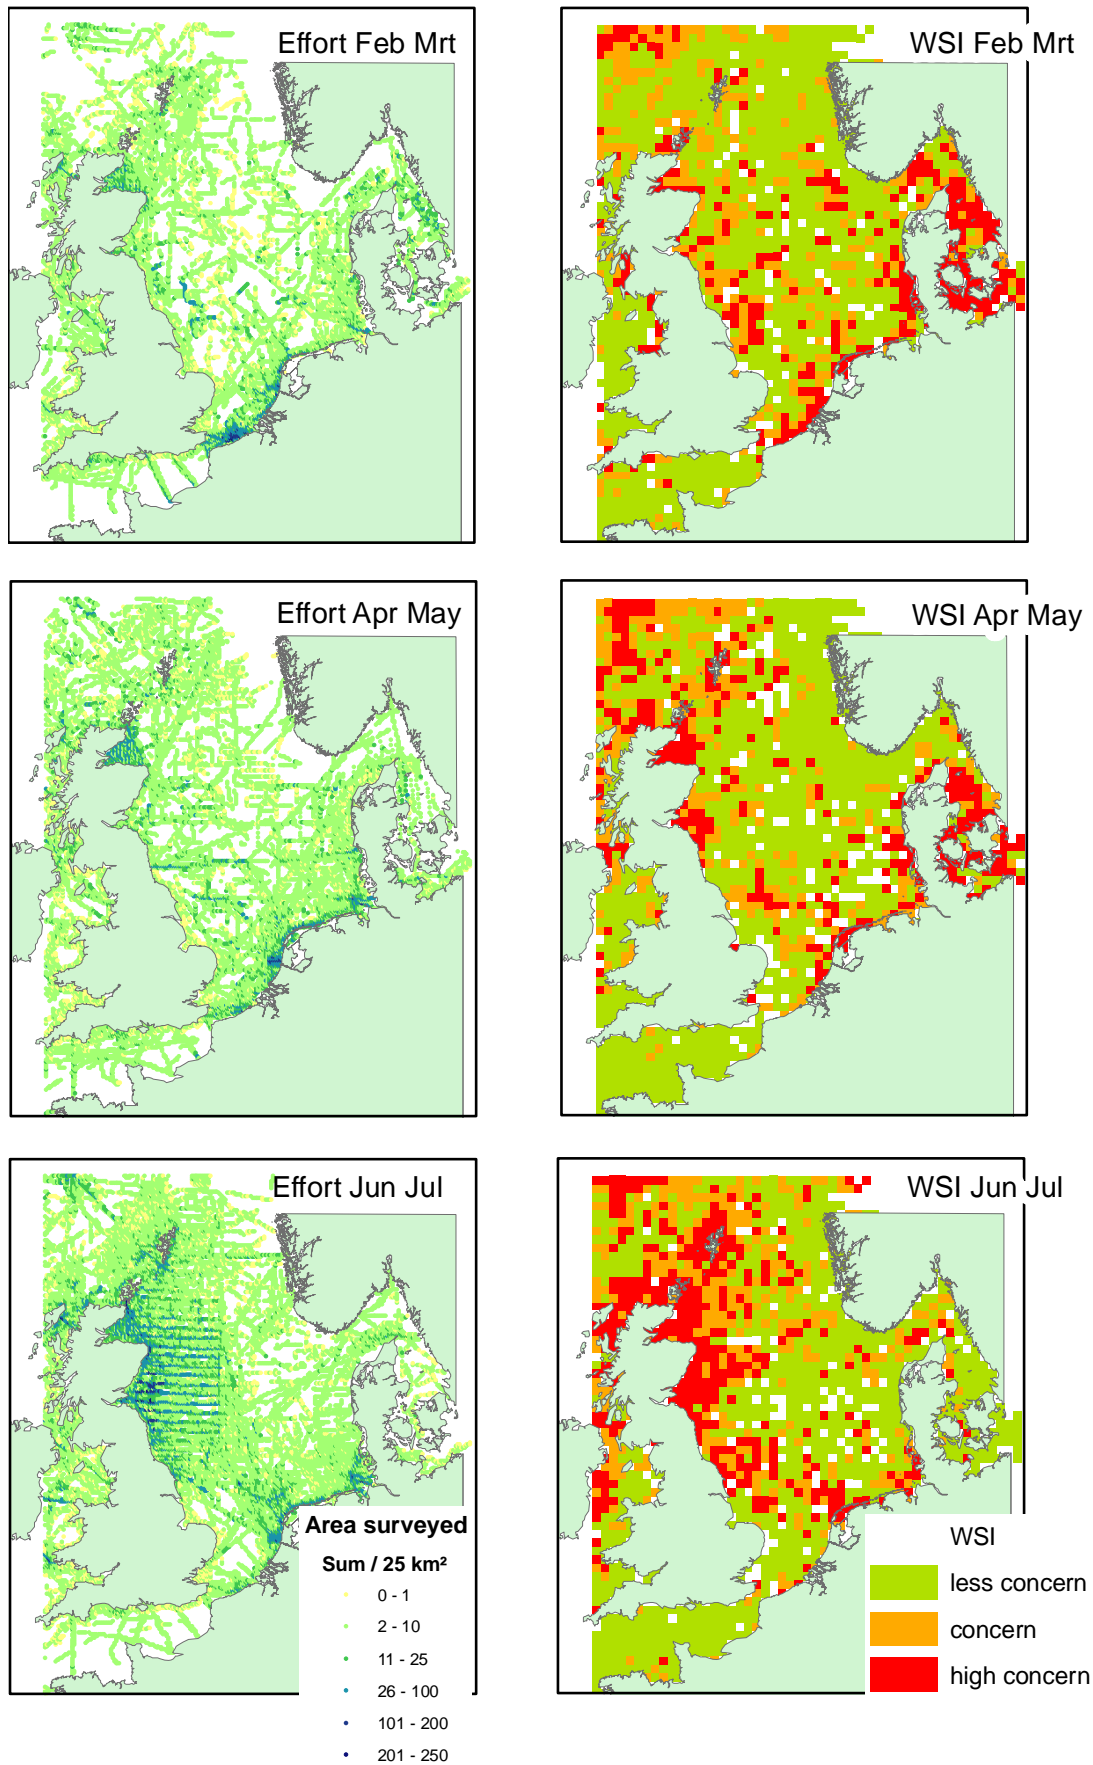 Effort Feb Mrt
WSI Feb Mrt
Effort Apr May
WSI Apr May
Effort Jun Jul
WSI Jun Jul
Area surveyed
Sum / 25 km²
0 - 1
2 - 10
11 - 25
26 - 100
101 - 200
201 - 250
WSI
less concern
concern
high concern